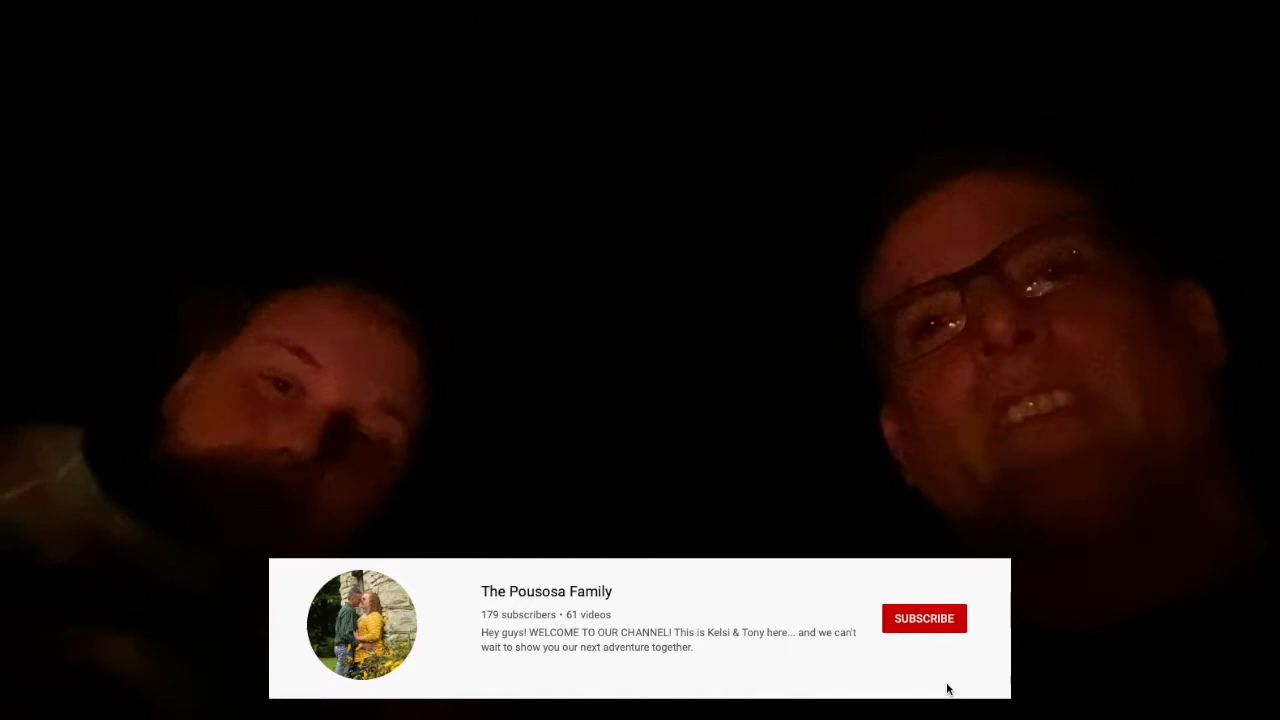 The Pousosa Family
179 subscribers • 61 videos
SUBSCRIBE
Hey guys! WELCOME TO OUR CHANNEL! This is Kelsi & Tony here... and we can't
wait to show you our next adventure together.